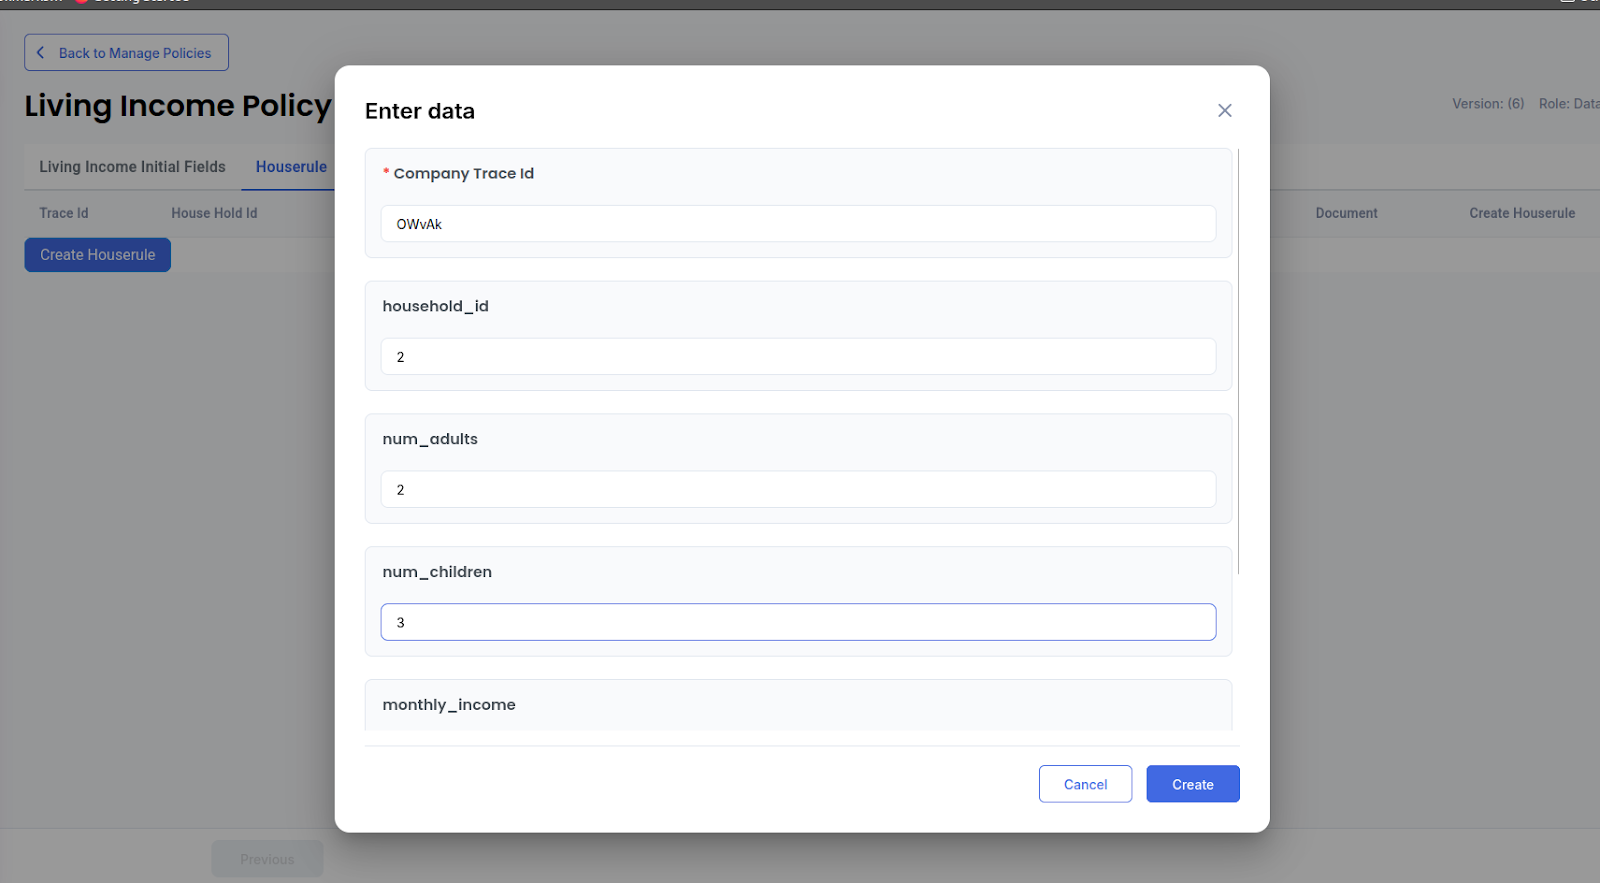 Back to Manage Policies
Living Income Policy
Version: (6) Role: Data
Living Income Initial Fields Houserule
Trace Id House Hold Id Document Create Houserule
Create Houserule
Enter data
* Company Trace Id
OWvAk
household_id
2
num_adults
2
num_children
3
monthly_income
Cancel Create
Previous